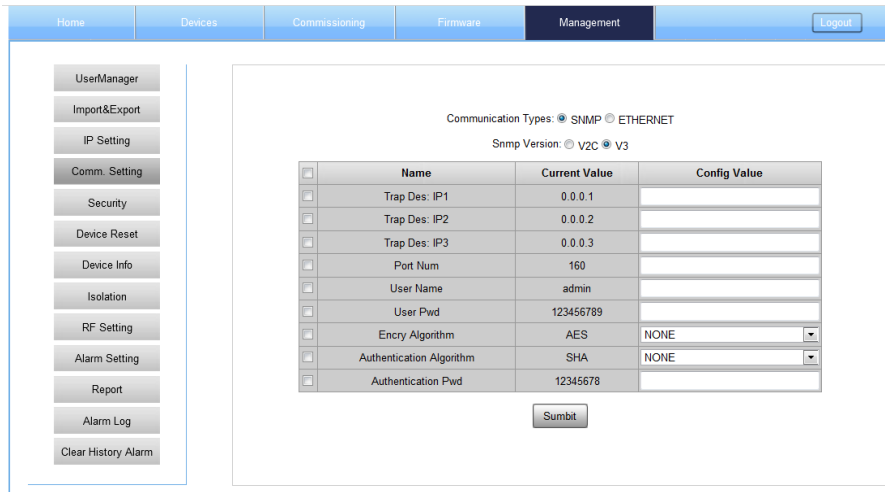 Home Devices Commissioning Firmware Management Logout
UserManager
Import&Export
IP Setting
Comm. Setting
Security
Device Reset
Device Info
Isolation
RF Setting
Alarm Setting
Report
Alarm Log
Clear History Alarm
Communication Types: SNMP ETHERNET
Snmp Version: V2C V3
Name Current Value Config Value
Trap Des: IP1 0.0.0.1
Trap Des: IP2 0.0.0.2
Trap Des: IP3 0.0.0.3
Port Num 160
User Name admin
User Pwd 123456789
Encry Algorithm AES NONE
Authentication Algorithm SHA NONE
Authentication Pwd 12345678
Sumbit